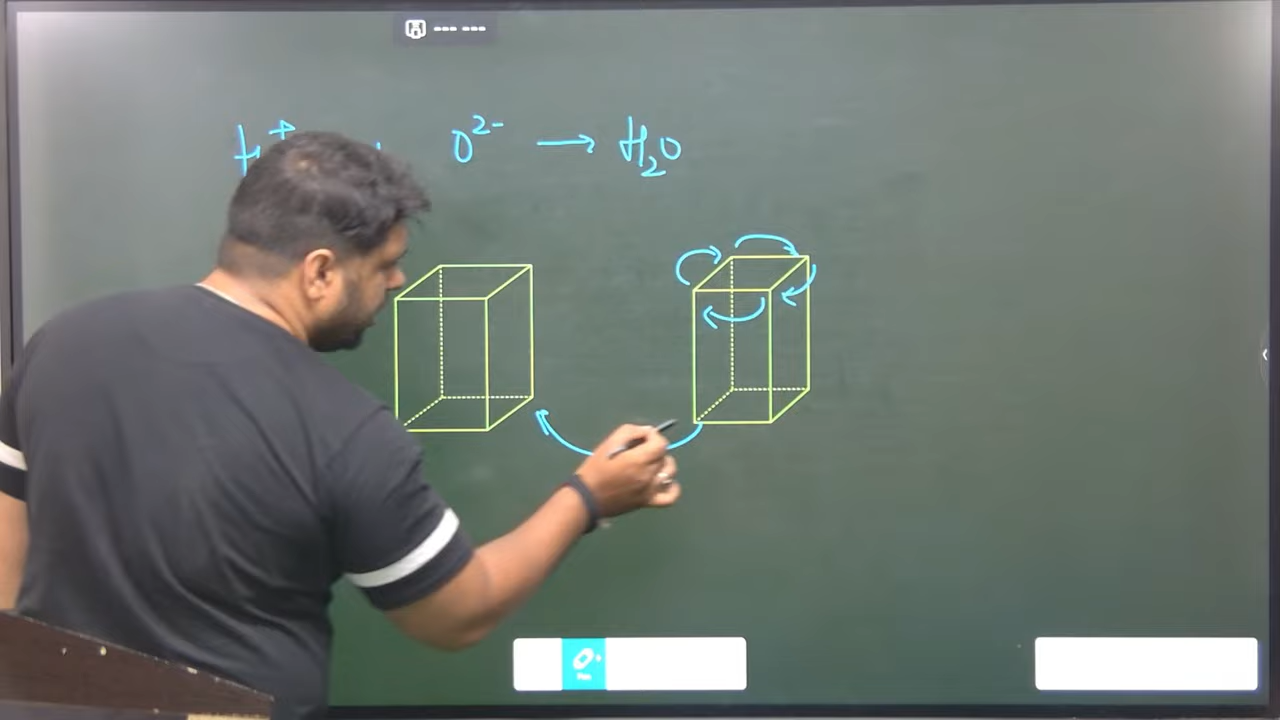 H⁺ + O²⁻ → H₂O